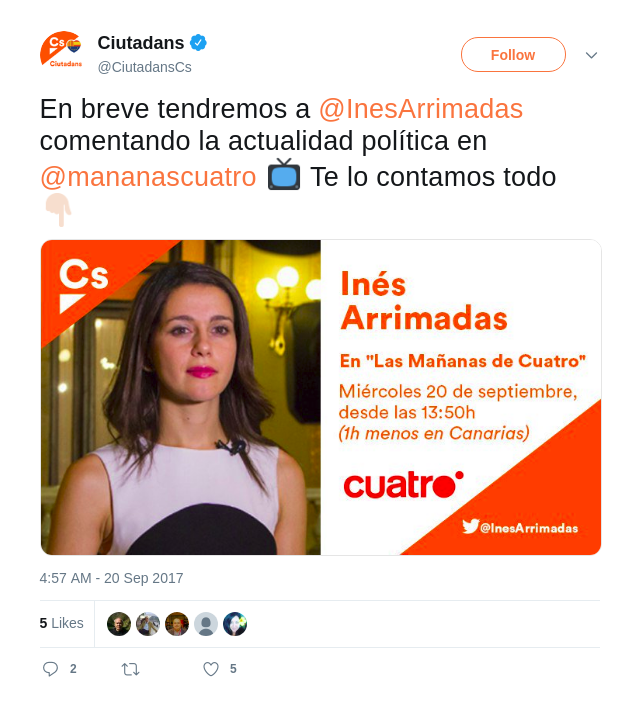 Ciutadans
@CiutadansCs
Follow
En breve tendremos a @InesArrimadas
comentando la actualidad política en
@mananascuatro 📺 Te lo contamos todo
👇🏻
Cs
Ciutadans
Cs
Inés
Arrimadas
En "Las Mañanas de Cuatro"
Miércoles 20 de septiembre,
desde las 13:50h
(1h menos en Canarias)
cuatro
@InesArrimadas
4:57 AM - 20 Sep 2017
5 Likes
2
5